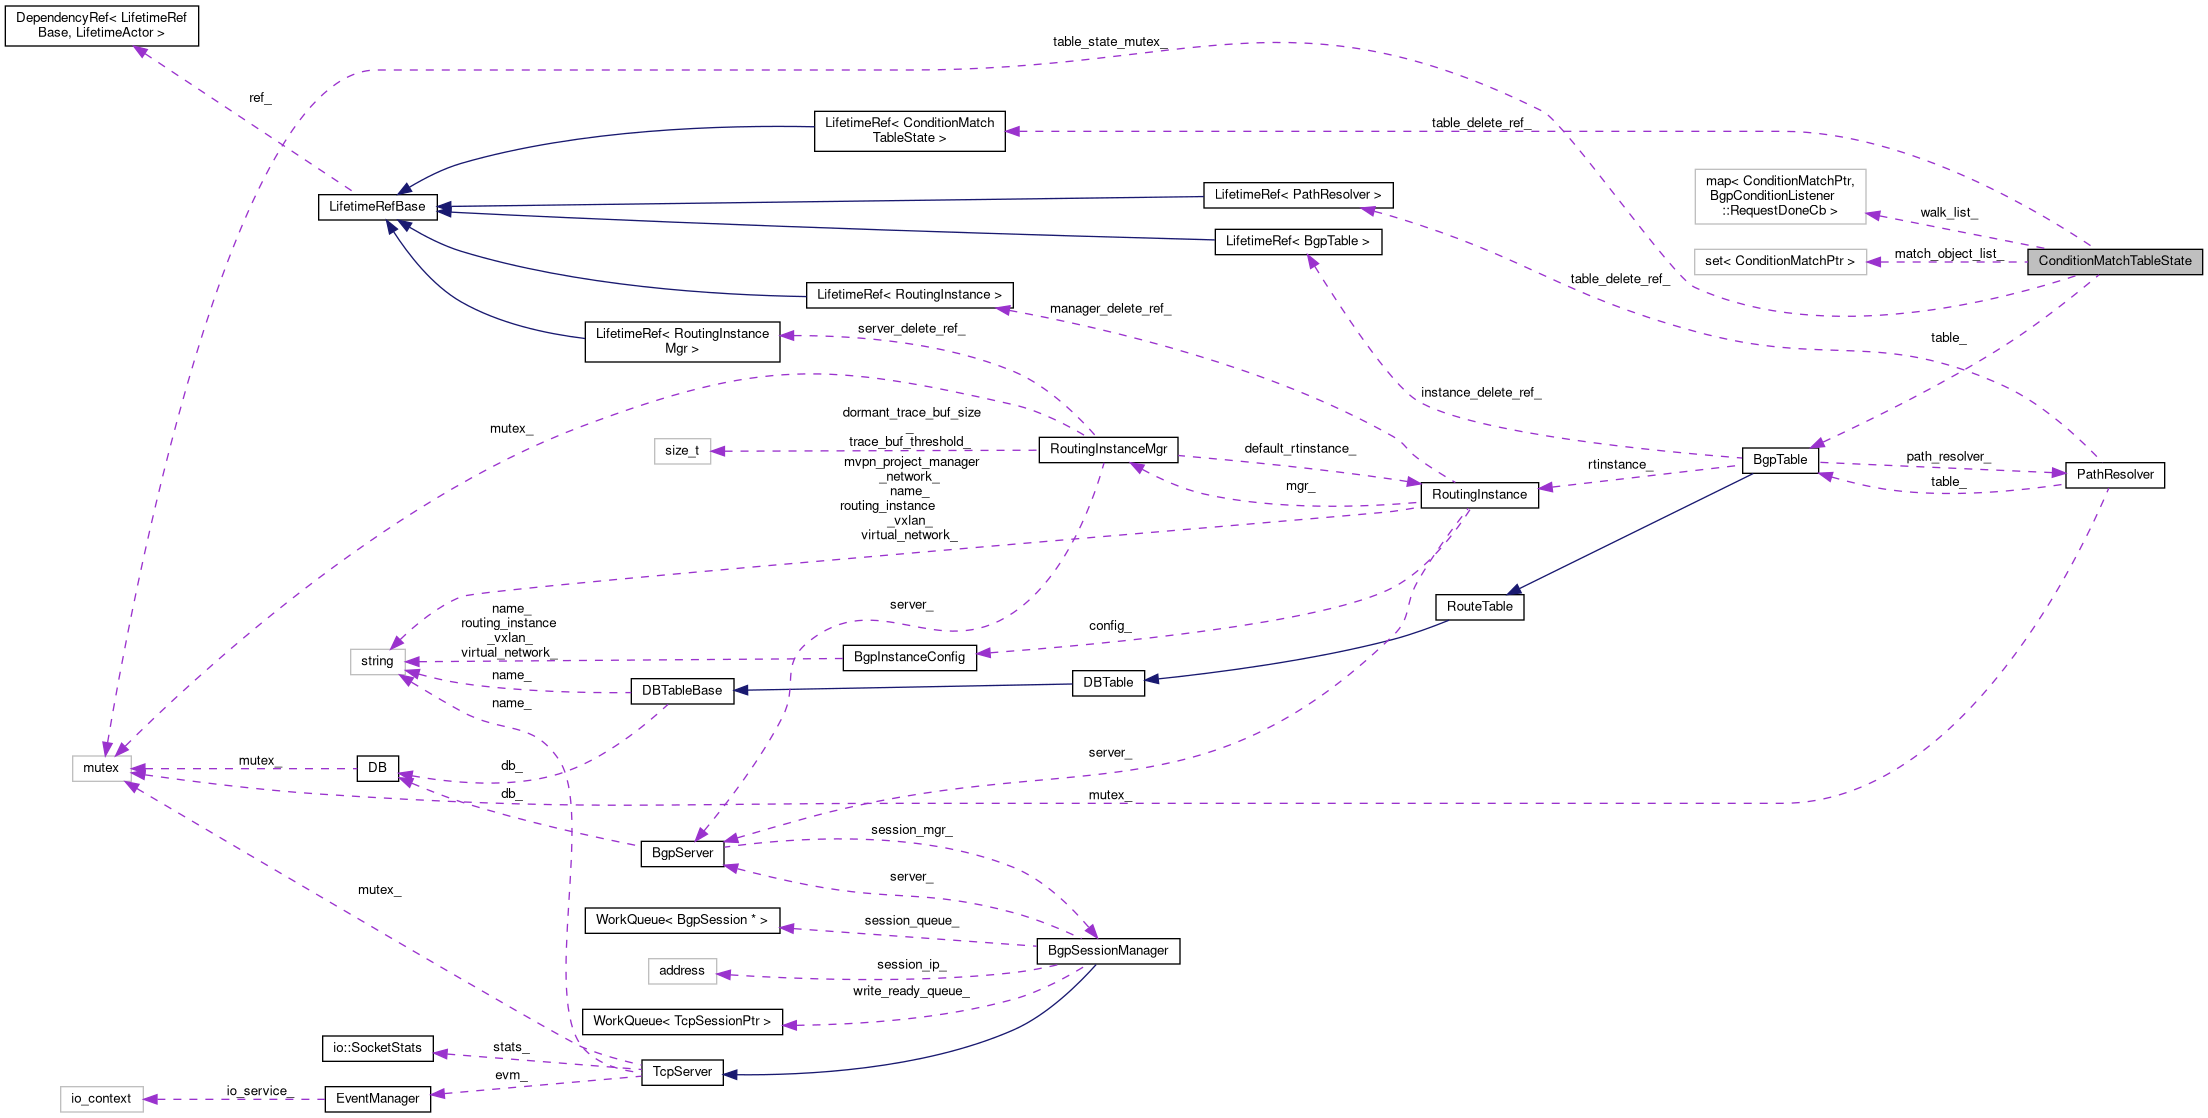 DependencyRef< LifetimeRef
Base, LifetimeActor >
table_state_mutex_
ref_
LifetimeRef< ConditionMatch
TableState >
table_delete_ref_
map< ConditionMatchPtr,
BgpConditionListener
::RequestDoneCb >
LifetimeRefBase
LifetimeRef< PathResolver >
walk_list_
LifetimeRef< BgpTable >
set< ConditionMatchPtr >
match_object_list_
ConditionMatchTableState
table_delete_ref_
LifetimeRef< RoutingInstance >
manager_delete_ref_
LifetimeRef< RoutingInstance
Mgr >
server_delete_ref_
table_
instance_delete_ref_
dormant_trace_buf_size
_
trace_buf_threshold_
mutex_
size_t
RoutingInstanceMgr
default_rtinstance_
rtinstance_
BgpTable
path_resolver_
PathResolver
table_
mvpn_project_manager
_network_
name_
routing_instance
_vxlan_
virtual_network_
mgr_
RoutingInstance
name_
routing_instance
_vxlan_
virtual_network_
server_
config_
RouteTable
string
BgpInstanceConfig
name_
DBTableBase
DBTable
name_
mutex
mutex_
DB
db_
server_
db_
mutex_
session_mgr_
BgpServer
mutex_
server_
WorkQueue< BgpSession * >
session_queue_
BgpSessionManager
address
session_ip_
write_ready_queue_
WorkQueue< TcpSessionPtr >
io::SocketStats
stats_
TcpServer
evm_
io_context
io_service_
EventManager